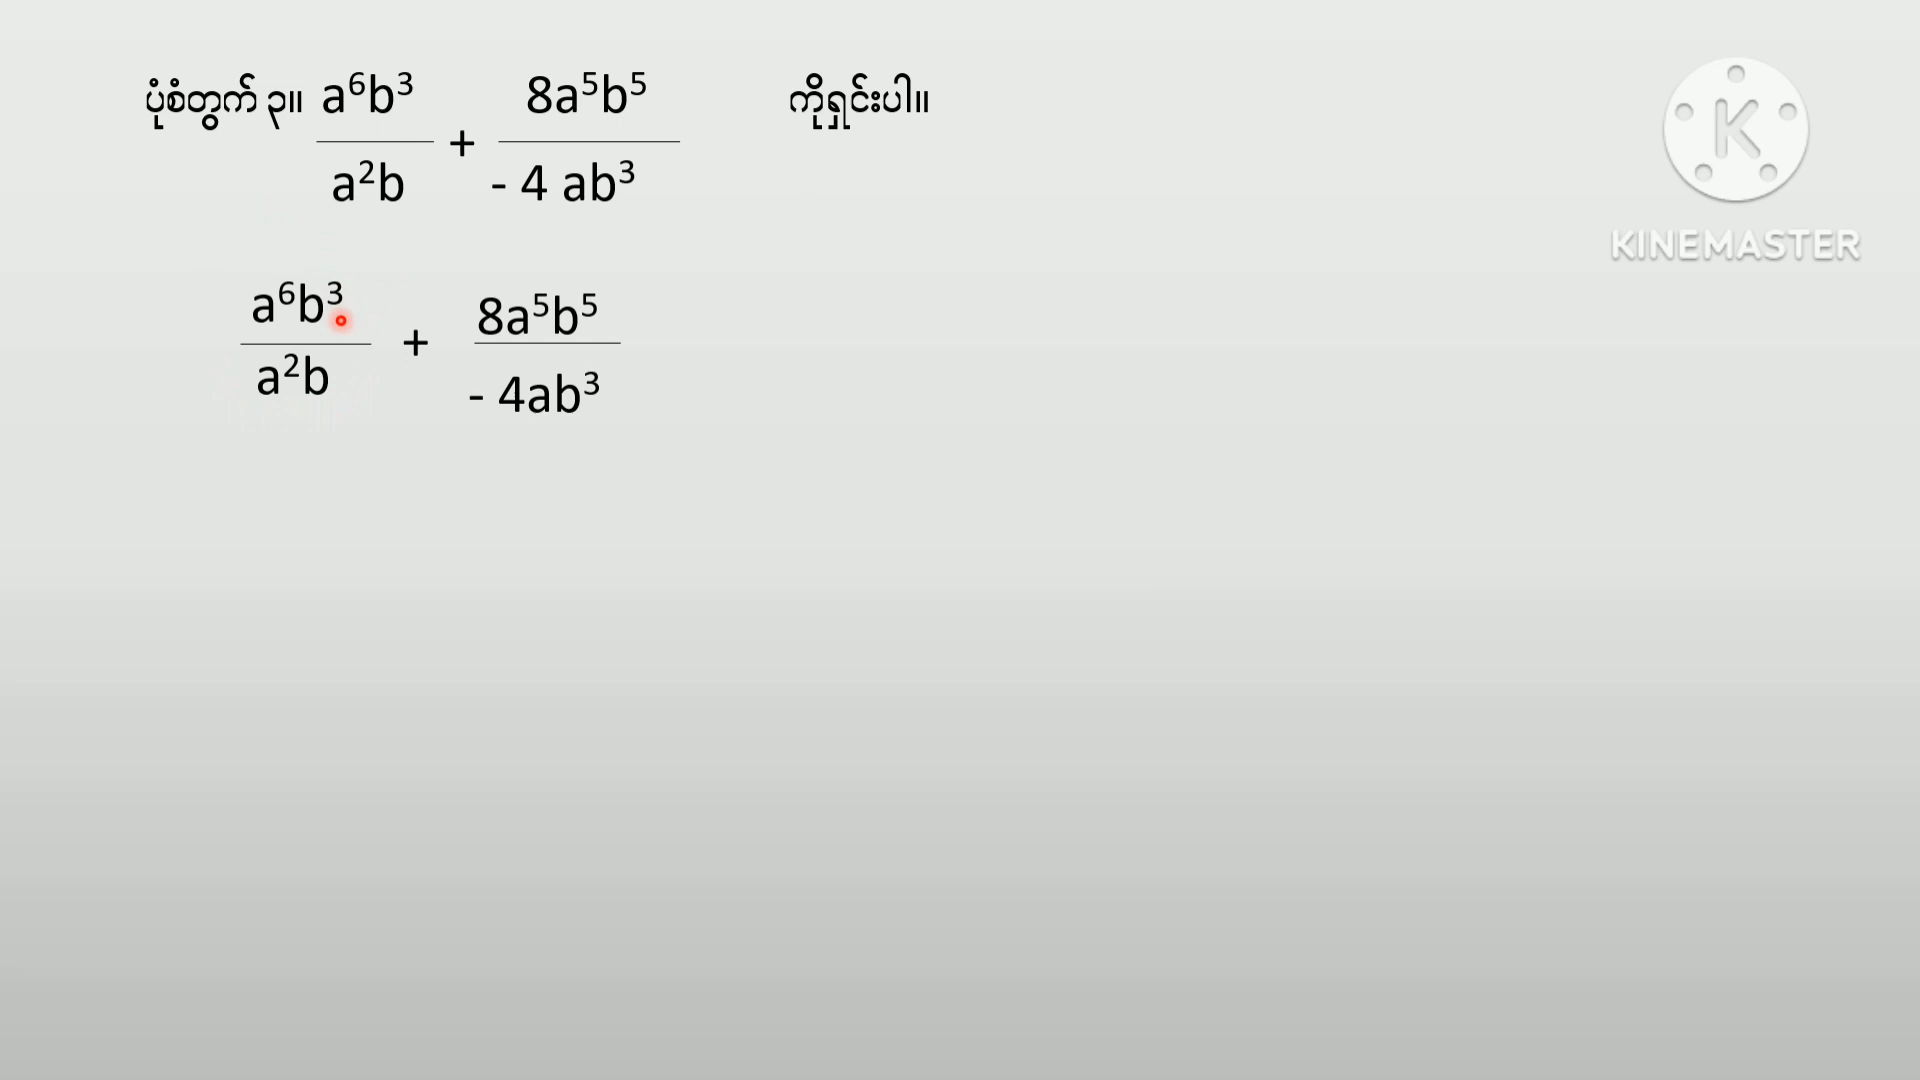 ပုံစံတွက် ၃။ a⁶b³ / a²b + 8a⁵b⁵ / - 4 ab³ ကိုရှင်းပါ။
a⁶b³ / a²b + 8a⁵b⁵ / - 4ab³
KINEMASTER